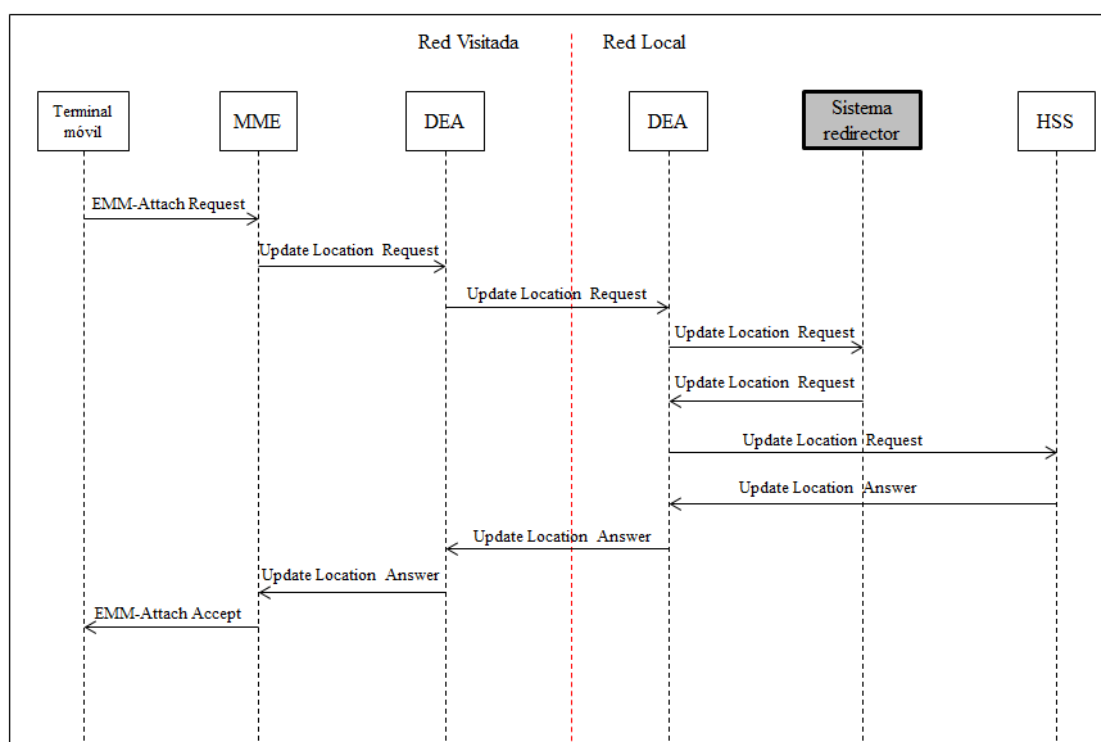 Red Visitada
Red Local
Terminal
móvil
MME
DEA
DEA
Sistema
redirector
HSS
EMM-Attach Request
Update Location Request
Update Location Request
Update Location Request
Update Location Request
Update Location Request
Update Location Answer
Update Location Answer
Update Location Answer
EMM-Attach Accept